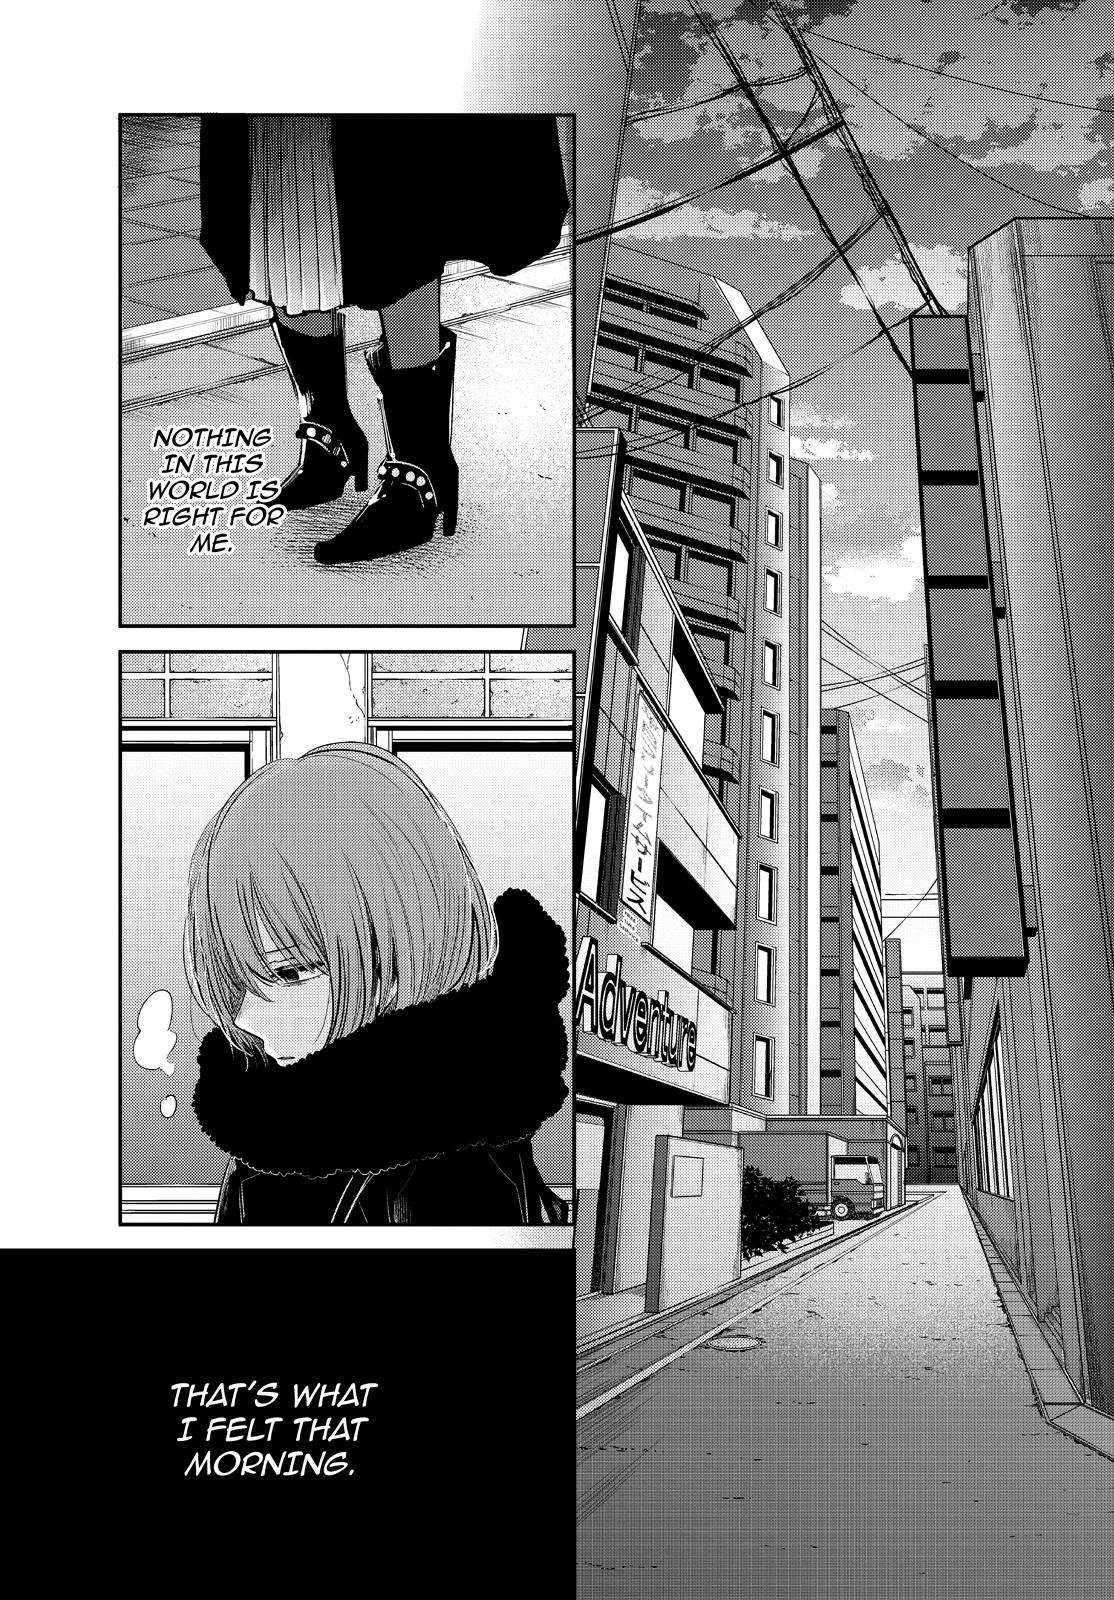 NOTHING
IN THIS
WORLD IS
RIGHT FOR
ME.
Adventure
THAT'S WHAT
I FELT THAT
MORNING.